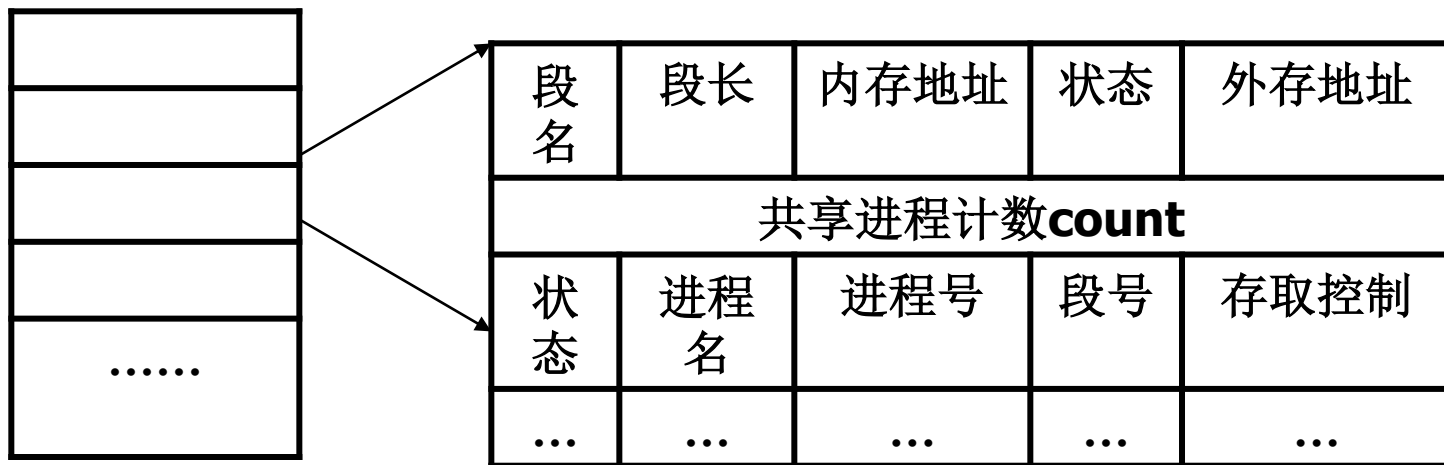 段名 段长 内存地址 状态 外存地址
共享进程计数count
状态 进程名 进程号 段号 存取控制
......
... ... ... ... ...